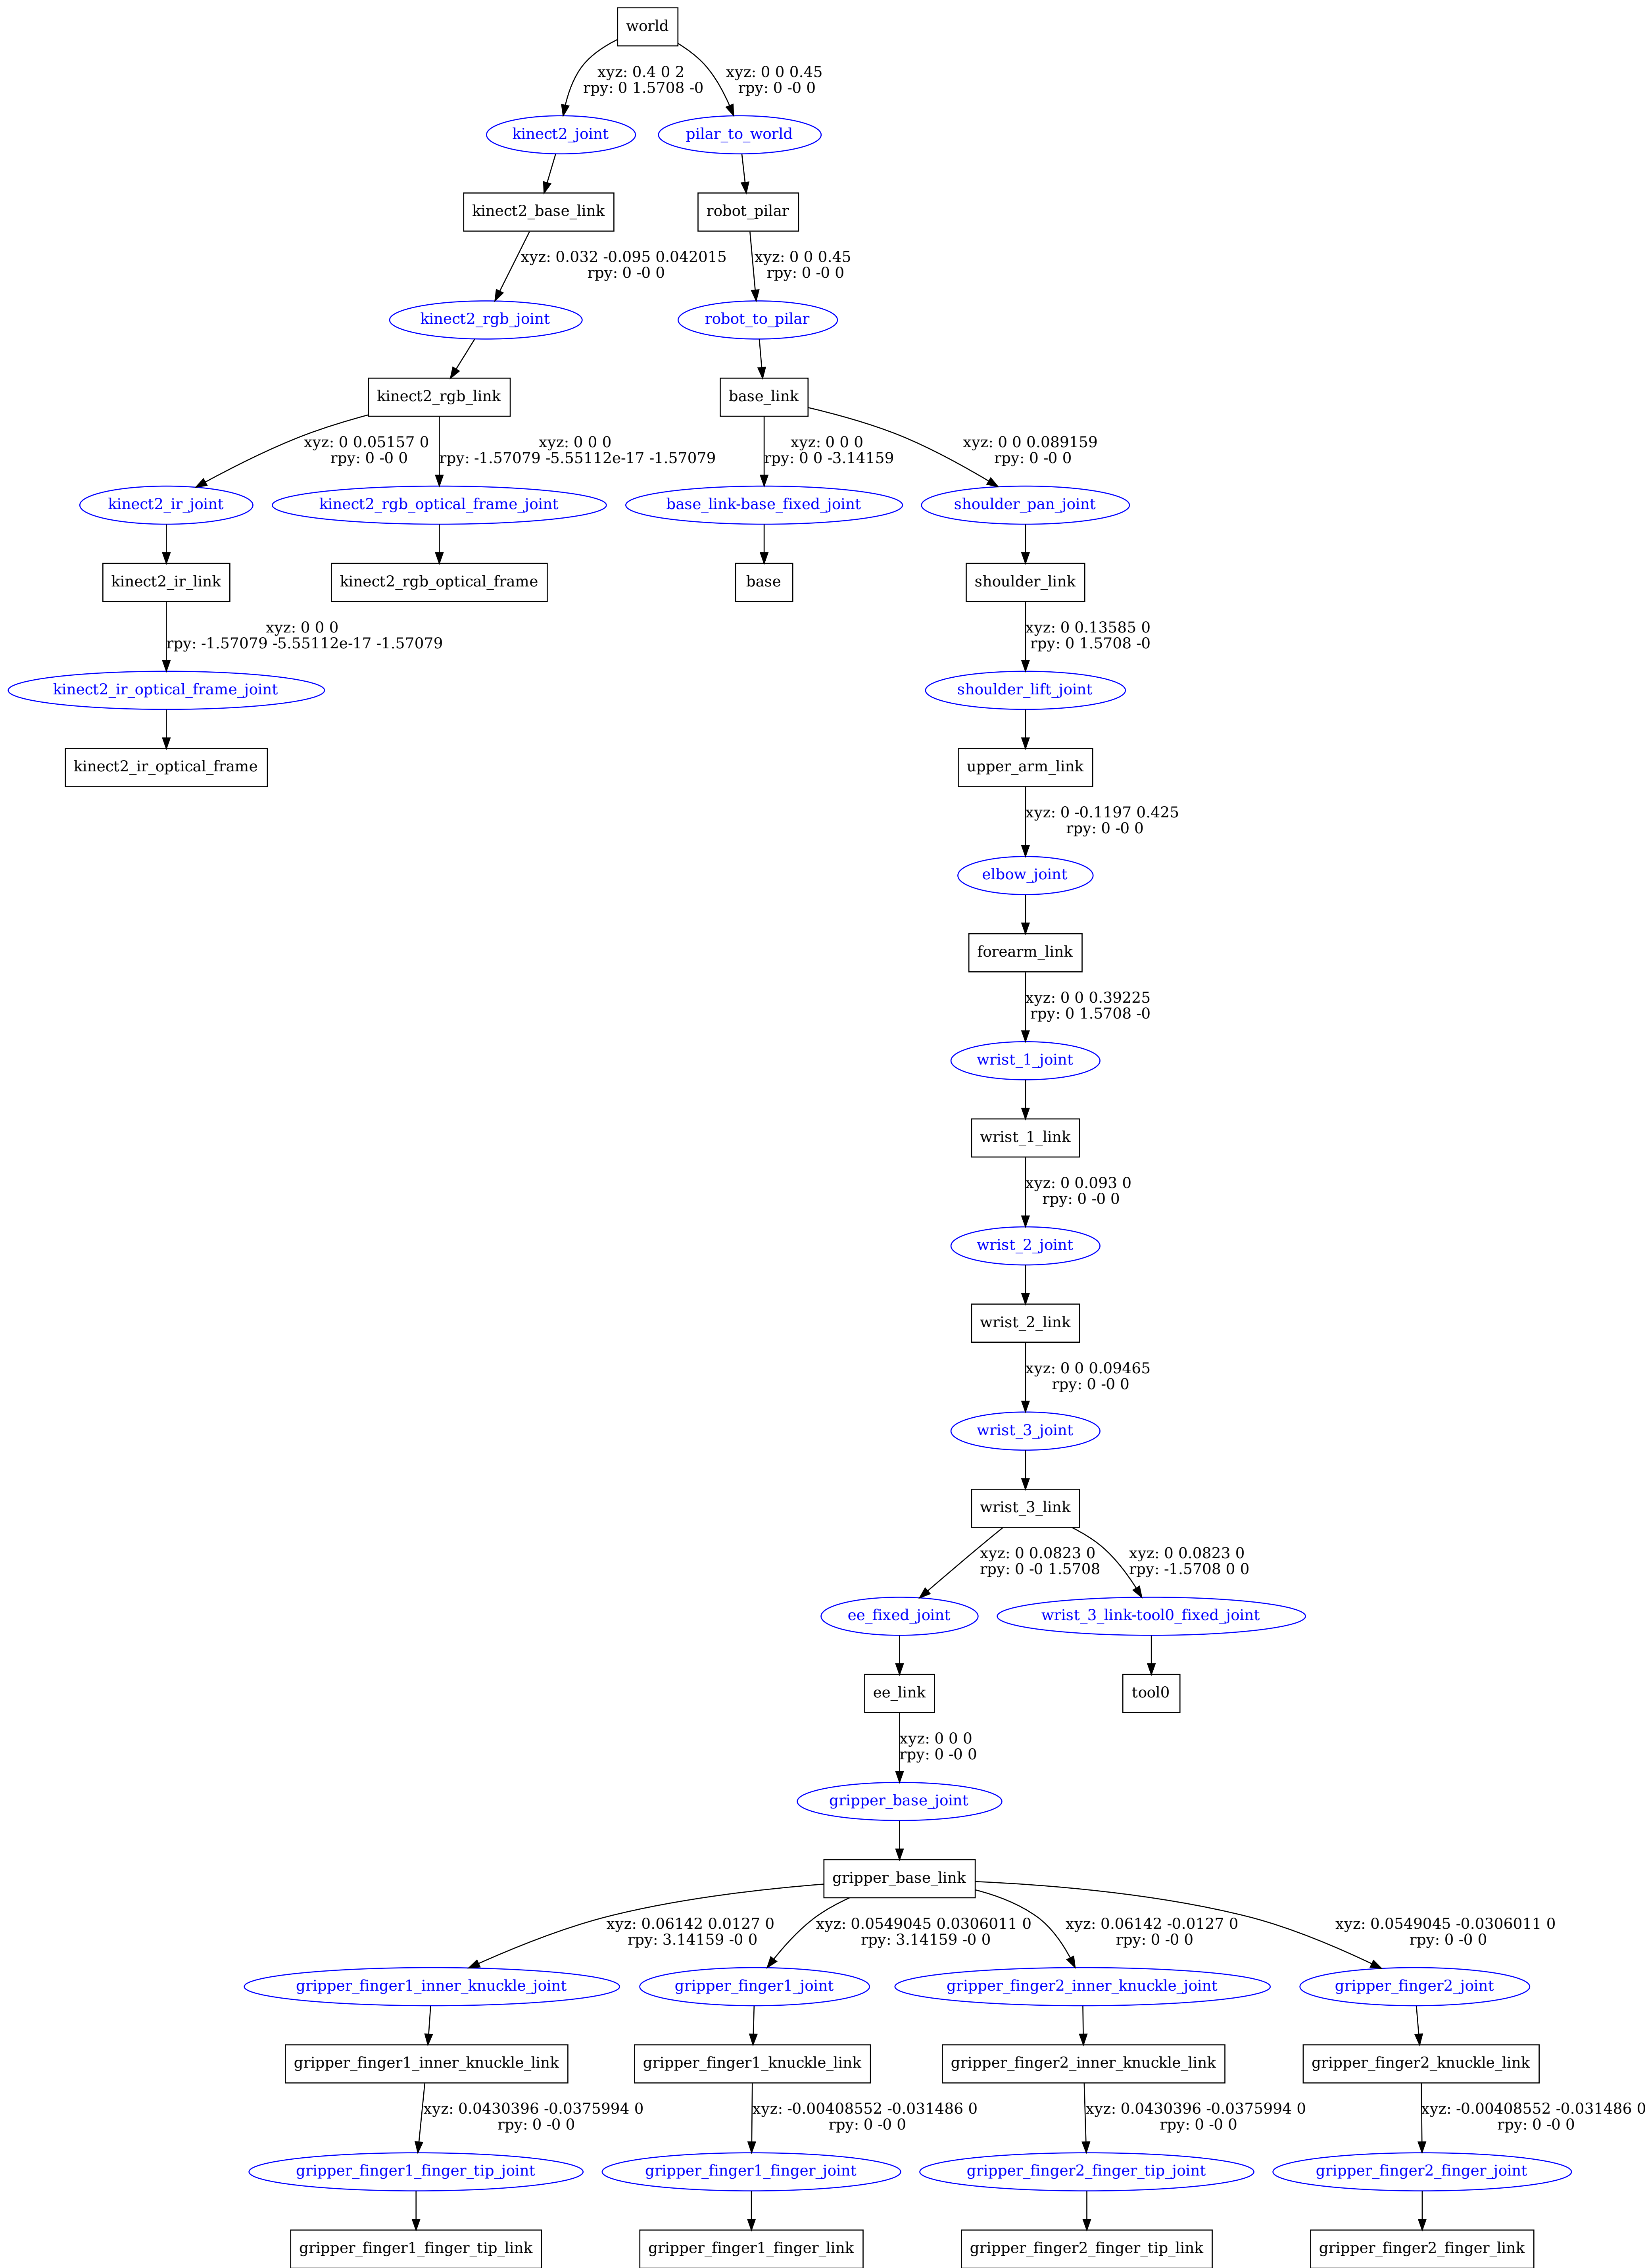 world
xyz: 0.4 0 2
rpy: 0 1.5708 -0
xyz: 0 0 0.45
rpy: 0 -0 0
kinect2_joint
pilar_to_world
kinect2_base_link
robot_pilar
xyz: 0.032 -0.095 0.042015
rpy: 0 -0 0
xyz: 0 0 0.45
rpy: 0 -0 0
kinect2_rgb_joint
robot_to_pilar
kinect2_rgb_link
base_link
xyz: 0 0.05157 0
rpy: 0 -0 0
xyz: 0 0 0
rpy: -1.57079 -5.55112e-17 -1.57079
xyz: 0 0 0
rpy: 0 0 -3.14159
xyz: 0 0 0.089159
rpy: 0 -0 0
kinect2_ir_joint
kinect2_rgb_optical_frame_joint
base_link-base_fixed_joint
shoulder_pan_joint
kinect2_ir_link
kinect2_rgb_optical_frame
base
shoulder_link
xyz: 0 0 0
rpy: -1.57079 -5.55112e-17 -1.57079
xyz: 0 0.13585 0
rpy: 0 1.5708 -0
kinect2_ir_optical_frame_joint
shoulder_lift_joint
kinect2_ir_optical_frame
upper_arm_link
xyz: 0 -0.1197 0.425
rpy: 0 -0 0
elbow_joint
forearm_link
xyz: 0 0 0.39225
rpy: 0 1.5708 -0
wrist_1_joint
wrist_1_link
xyz: 0 0.093 0
rpy: 0 -0 0
wrist_2_joint
wrist_2_link
xyz: 0 0 0.09465
rpy: 0 -0 0
wrist_3_joint
wrist_3_link
xyz: 0 0.0823 0
rpy: 0 -0 1.5708
xyz: 0 0.0823 0
rpy: -1.5708 0 0
ee_fixed_joint
wrist_3_link-tool0_fixed_joint
ee_link
tool0
xyz: 0 0 0
rpy: 0 -0 0
gripper_base_joint
gripper_base_link
xyz: 0.06142 0.0127 0
rpy: 3.14159 -0 0
xyz: 0.0549045 0.0306011 0
rpy: 3.14159 -0 0
xyz: 0.06142 -0.0127 0
rpy: 0 -0 0
xyz: 0.0549045 -0.0306011 0
rpy: 0 -0 0
gripper_finger1_inner_knuckle_joint
gripper_finger1_joint
gripper_finger2_inner_knuckle_joint
gripper_finger2_joint
gripper_finger1_inner_knuckle_link
gripper_finger1_knuckle_link
gripper_finger2_inner_knuckle_link
gripper_finger2_knuckle_link
xyz: 0.0430396 -0.0375994 0
rpy: 0 -0 0
xyz: -0.00408552 -0.031486 0
rpy: 0 -0 0
xyz: 0.0430396 -0.0375994 0
rpy: 0 -0 0
xyz: -0.00408552 -0.031486 0
rpy: 0 -0 0
gripper_finger1_finger_tip_joint
gripper_finger1_finger_joint
gripper_finger2_finger_tip_joint
gripper_finger2_finger_joint
gripper_finger1_finger_tip_link
gripper_finger1_finger_link
gripper_finger2_finger_tip_link
gripper_finger2_finger_link